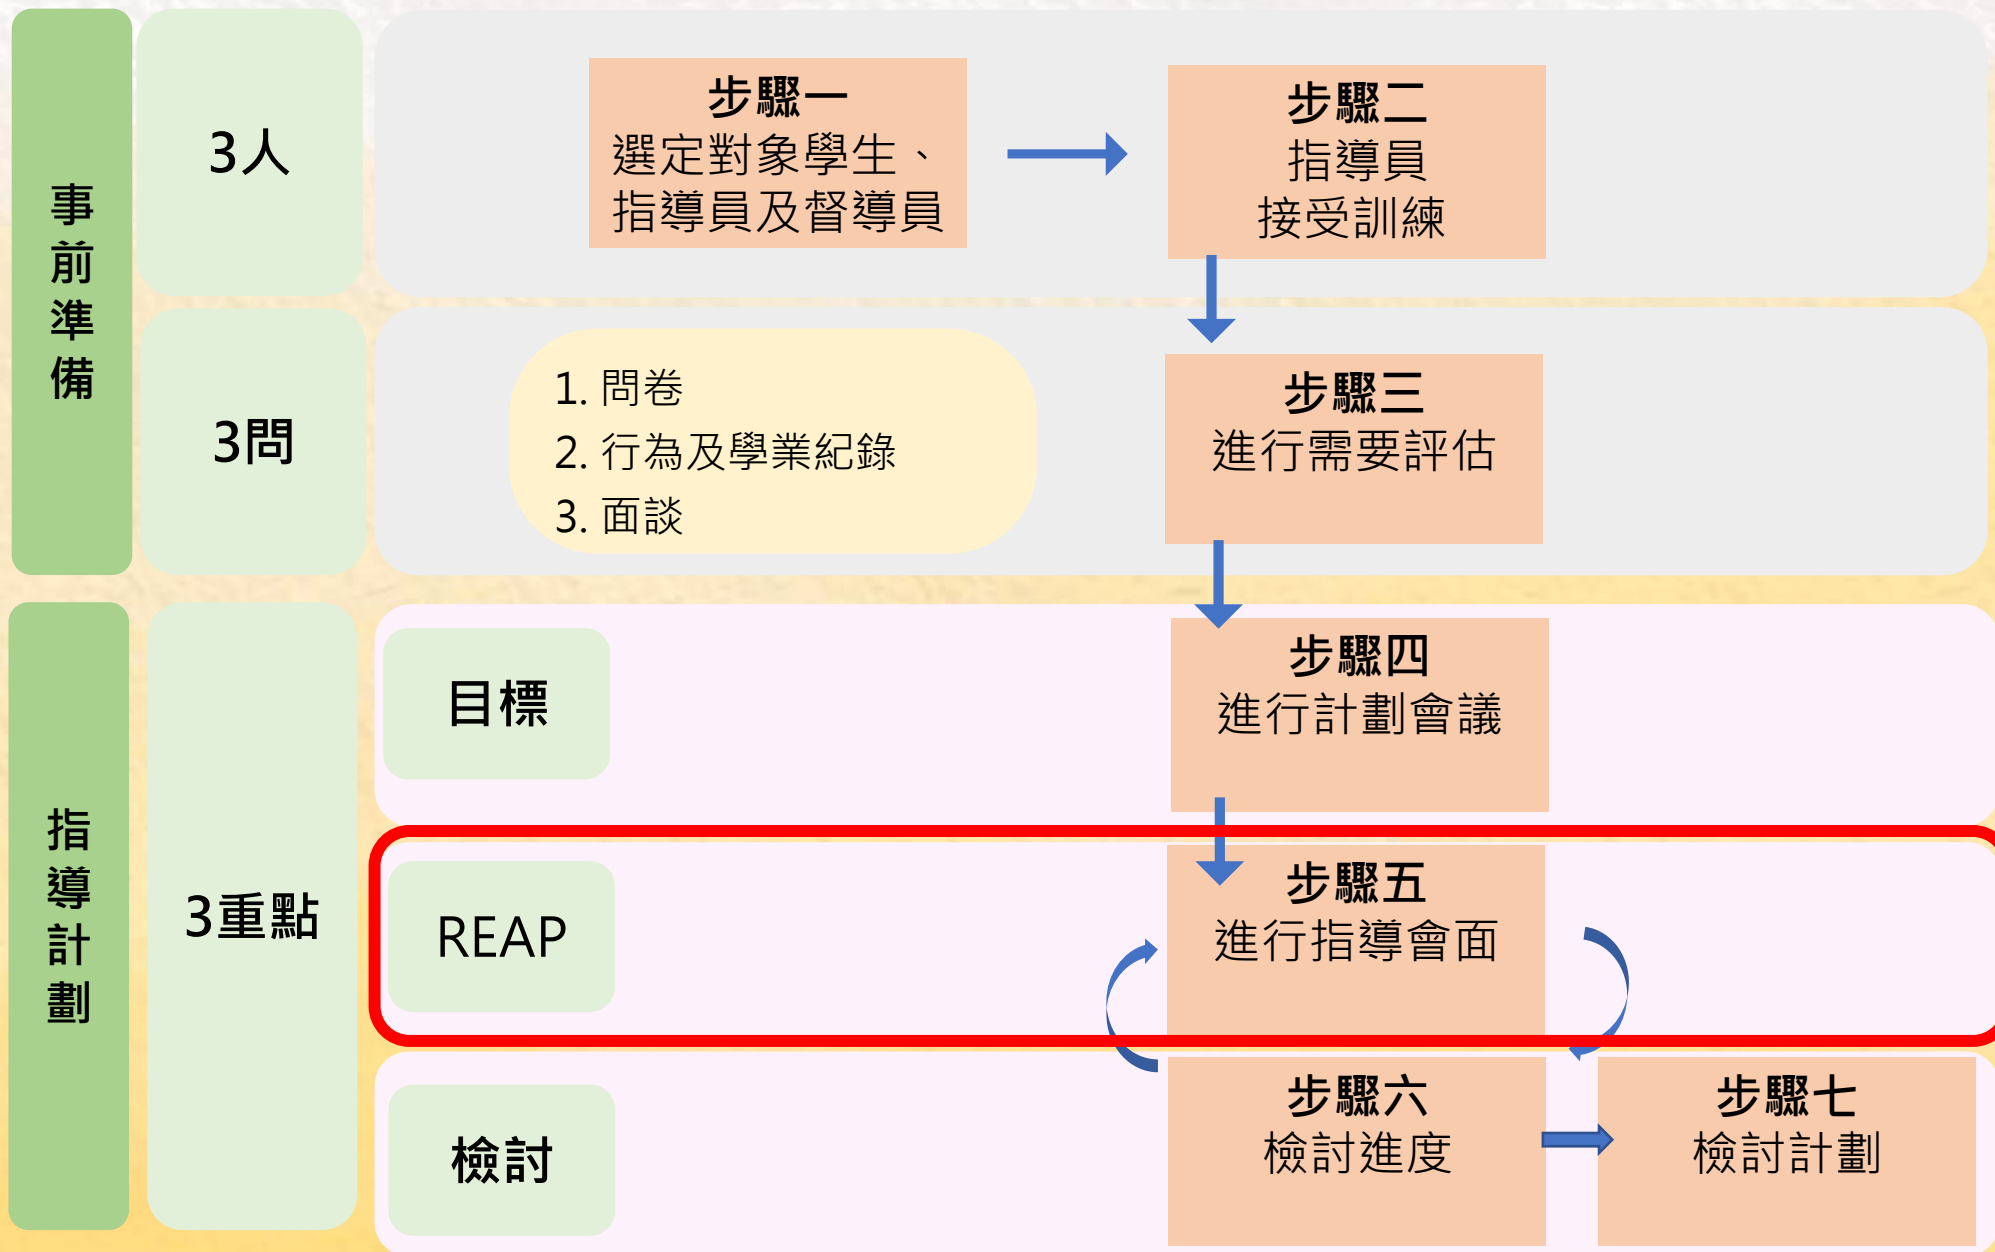 事前準備
3人
步驟一
選定對象學生、
指導員及督導員
步驟二
指導員
接受訓練
3問
1. 問卷
2. 行為及學業紀錄
3. 面談
步驟三
進行需要評估
指導計劃
3重點
目標
步驟四
進行計劃會議
REAP
步驟五
進行指導會面
檢討
步驟六
檢討進度
步驟七
檢討計劃